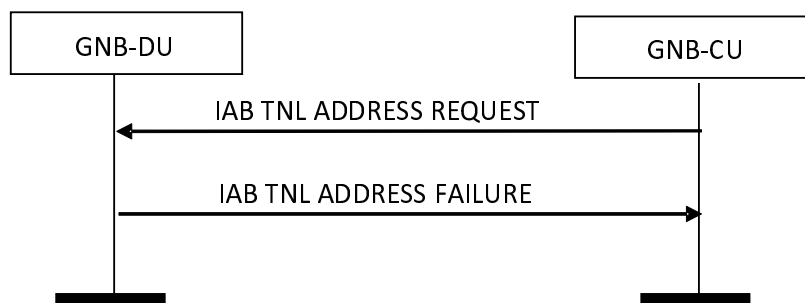 GNB-DU
GNB-CU
IAB TNL ADDRESS REQUEST
IAB TNL ADDRESS FAILURE